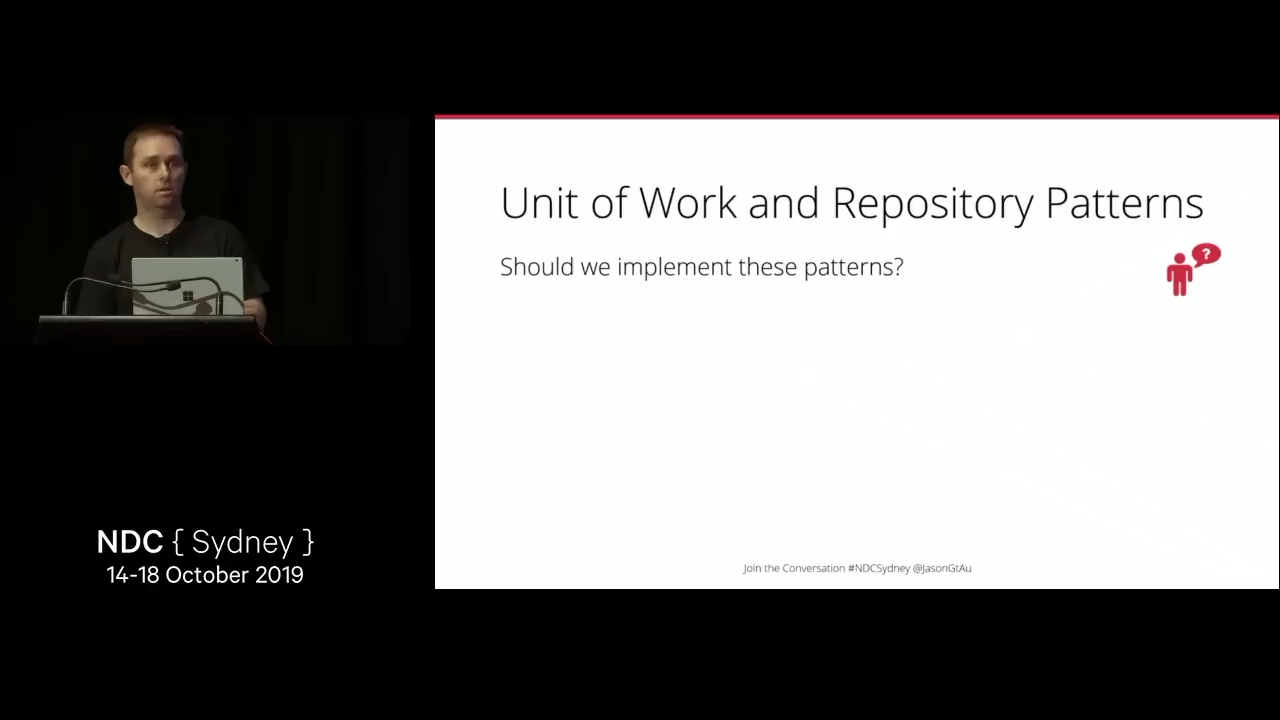 Unit of Work and Repository Patterns
Should we implement these patterns?
?
Join the Conversation #NDCSydney @JasonGtAu
NDC { Sydney }
14-18 October 2019